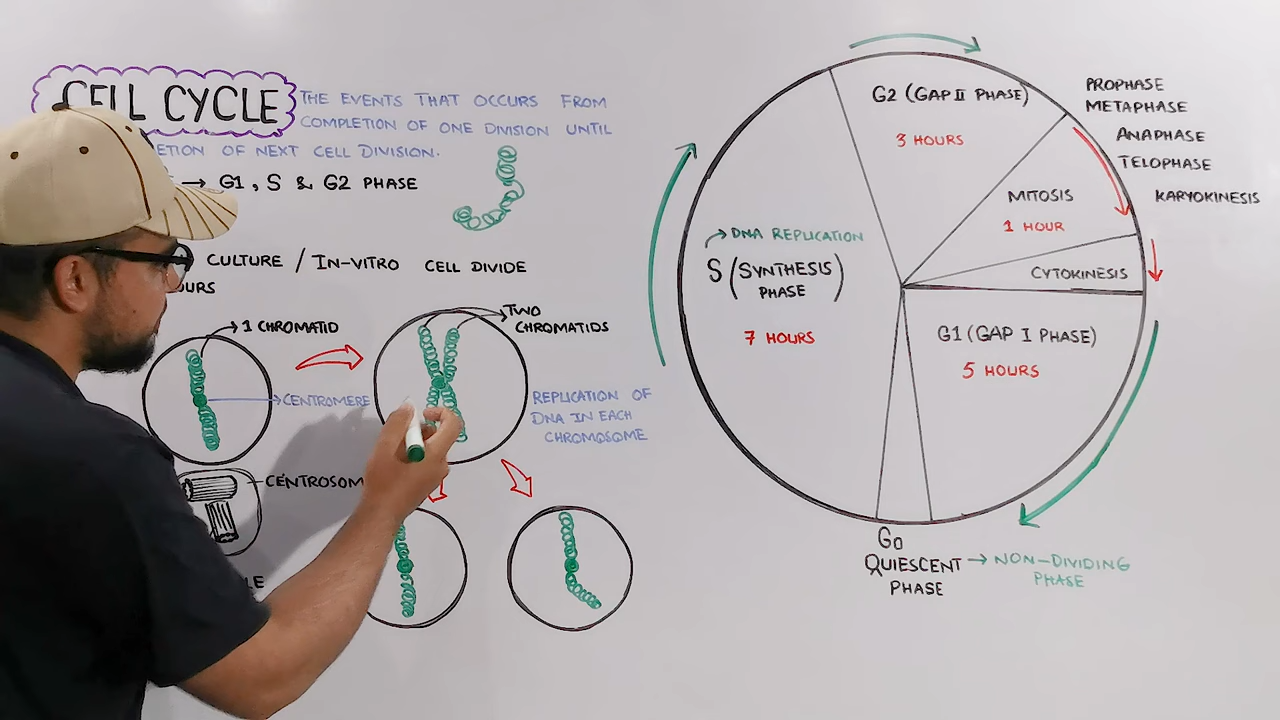 CELL CYCLE
THE EVENTS THAT OCCURS FROM
COMPLETION OF ONE DIVISION UNTIL
ETION OF NEXT CELL DIVISION.
→ G1, S & G2 PHASE
CULTURE / IN-VITRO CELL DIVIDE
OURS
1 CHROMATID
TWO
CHROMATIDS
CENTROMERE
REPLICATION OF
DNA IN EACH
CHROMOSOME
CENTROSOM
LE
G2 (GAP II PHASE)
3 HOURS
PROPHASE
METAPHASE
ANAPHASE
TELOPHASE
KARYOKINESIS
MITOSIS
1 HOUR
CYTOKINESIS
DNA REPLICATION
S (SYNTHESIS
PHASE)
7 HOURS
G1 (GAP I PHASE)
5 HOURS
G0
QUIESCENT → NON-DIVIDING
PHASE
PHASE